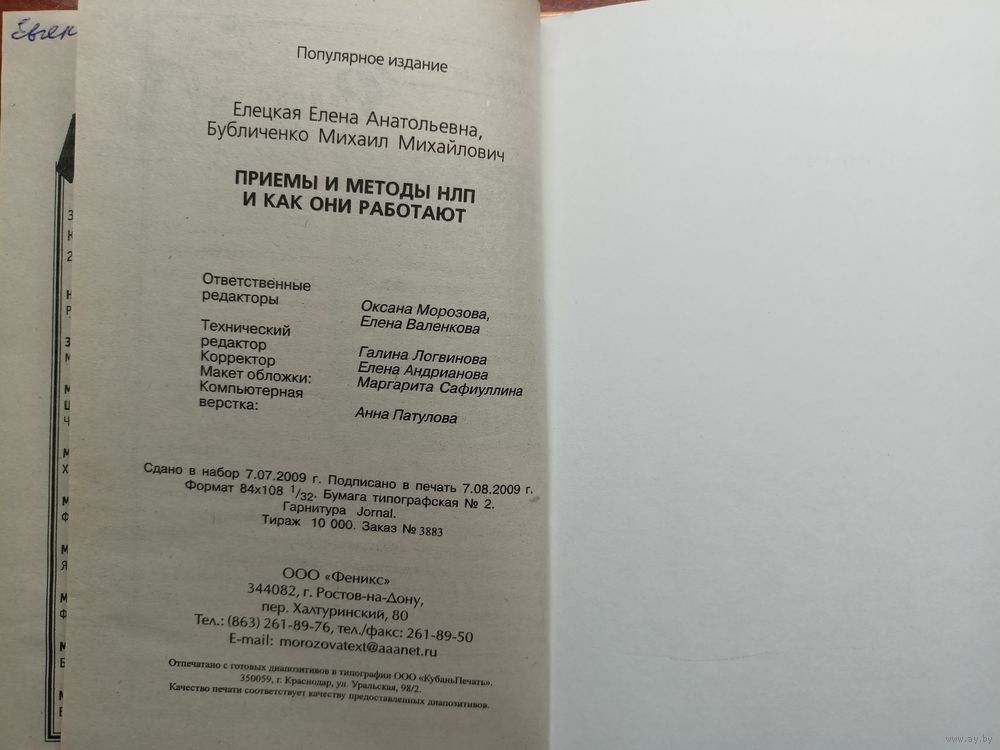 Евген
Популярное издание
Елецкая Елена Анатольевна,
Бубличенко Михаил Михайлович
ПРИЕМЫ И МЕТОДЫ НЛП
И КАК ОНИ РАБОТАЮТ
Ответственные
редакторы
Оксана Морозова,
Елена Валенкова
Технический
редактор Галина Логвинова
Корректор Елена Андрианова
Макет обложки: Маргарита Сафиуллина
Компьютерная
верстка: Анна Патулова
Сдано в набор 7.07.2009 г. Подписано в печать 7.08.2009 г.
Формат 84х108 1/32. Бумага типографская № 2.
Гарнитура Jornal.
Тираж 10 000. Заказ № 3883
ООО «Феникс»
344082, г. Ростов-на-Дону,
пер. Халтуринский, 80
Тел.: (863) 261-89-76, тел./факс: 261-89-50
E-mail: morozovatext@aaanet.ru
Отпечатано с готовых диапозитивов в типографии ООО «КубаньПечать».
350059, г. Краснодар, ул. Уральская, 98/2.
Качество печати соответствует качеству предоставленных диапозитивов.
www.ay.by